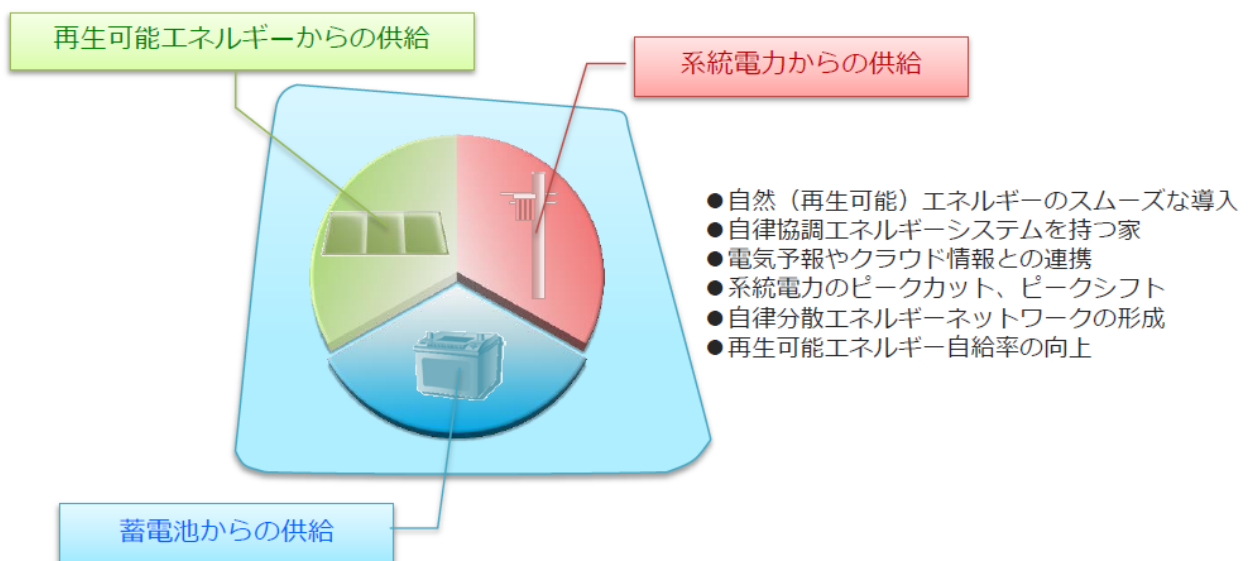 再生可能エネルギーからの供給
系統電力からの供給
●自然（再生可能）エネルギーのスムーズな導入
●自律協調エネルギーシステムを持つ家
●電気予報やクラウド情報との連携
●系統電力のピークカット、ピークシフト
●自律分散エネルギーネットワークの形成
●再生可能エネルギー自給率の向上
蓄電池からの供給